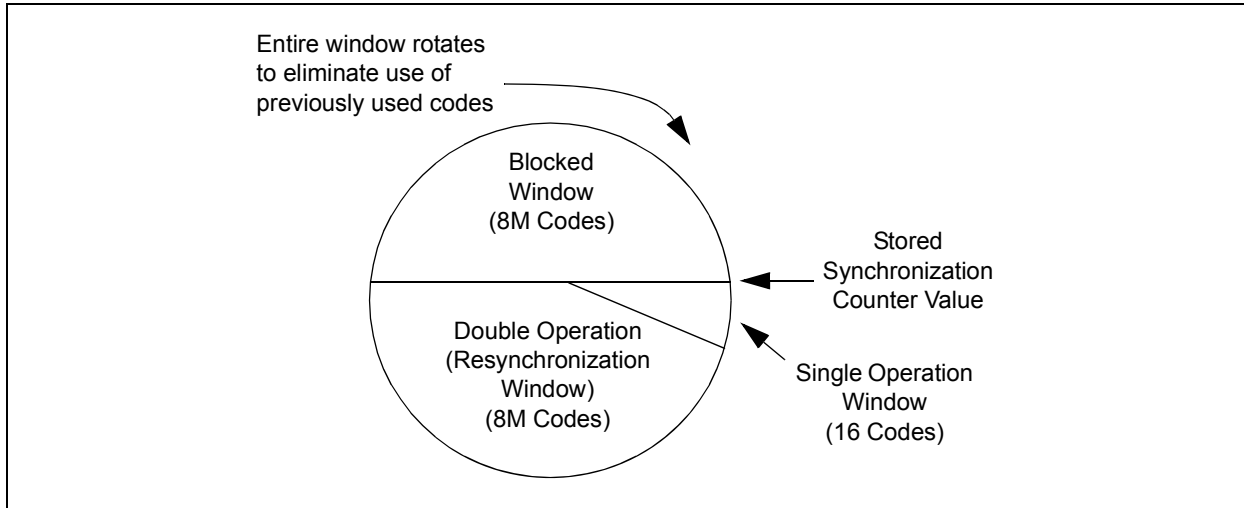 Entire window rotates
to eliminate use of
previously used codes
Blocked
Window
(8M Codes)
Stored
Synchronization
Counter Value
Double Operation
(Resynchronization
Window)
(8M Codes)
Single Operation
Window
(16 Codes)